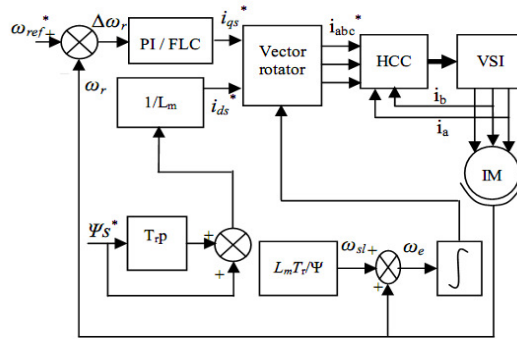 ω_ref* + Δω_r PI / FLC i_qs* Vector rotator i_abc* HCC VSI
ω_r
1/L_m i_ds* i_b
i_a
IM
Ψs* T_rp + + L_mT_r/Ψ ω_sl + ω_e ∫
+